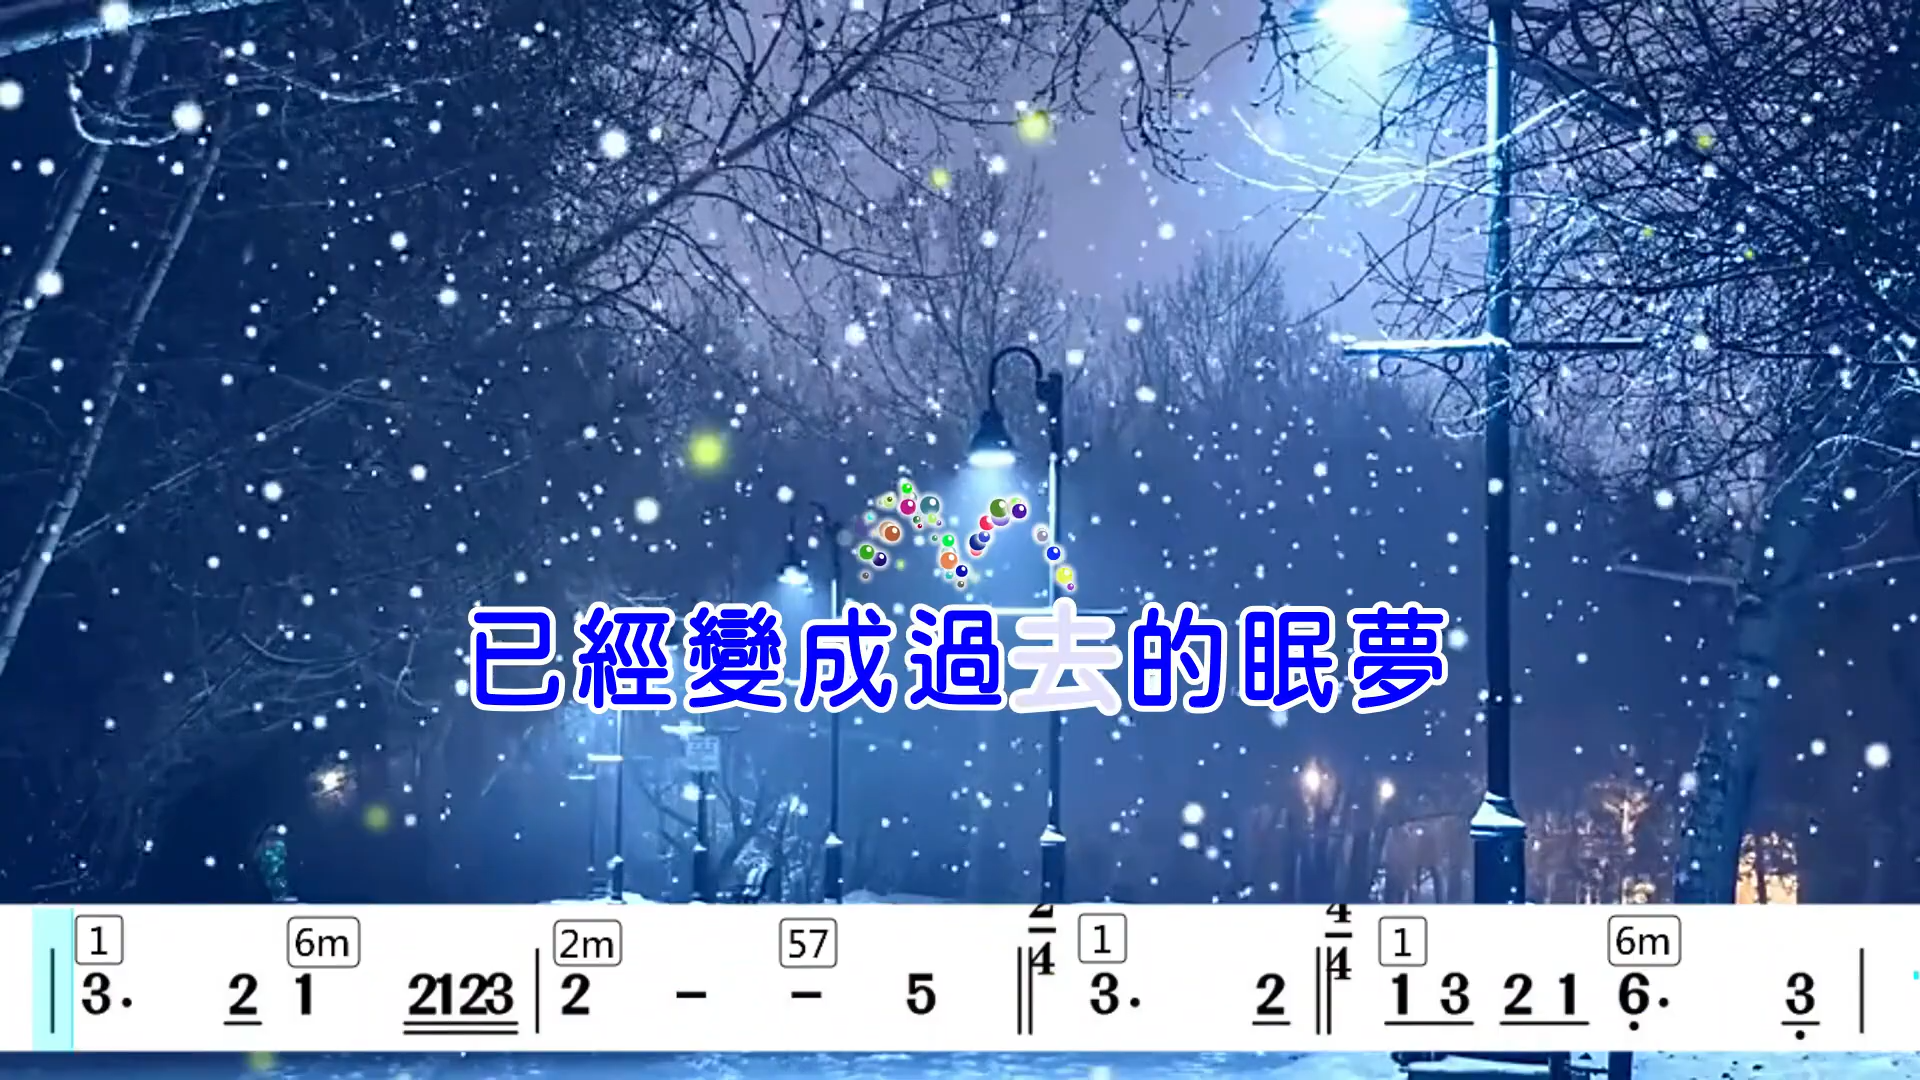 已經變成過去的眠夢
1 6m 2m 57 2/4 1 4/4 1 6m
3. 2 1 2123 | 2 - - 5 || 3. 2 || 1 3 2 1 6. 3 |